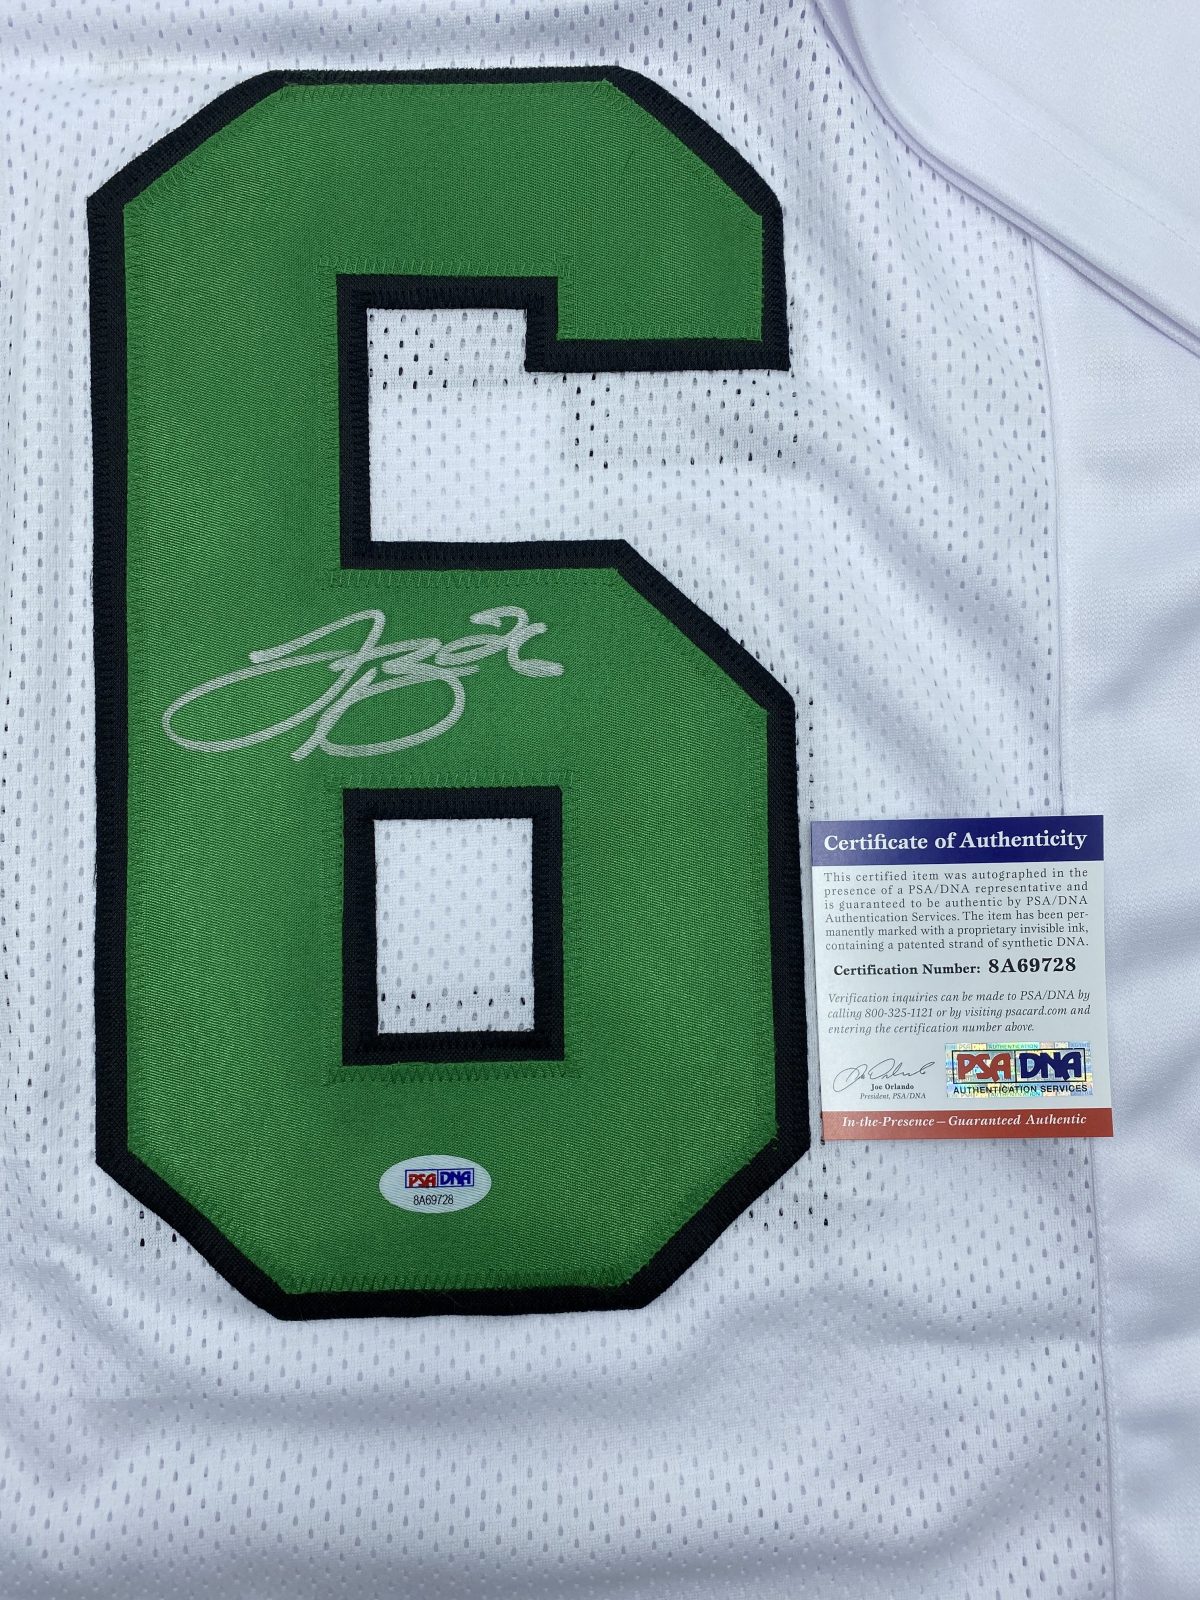 6
Certificate of Authenticity
This certified item was autographed in the
presence of a PSA/DNA representative and
is guaranteed to be authentic by PSA/DNA
Authentication Services. The item has been per-
manently marked with a proprietary invisible ink,
containing a patented strand of synthetic DNA.
Certification Number: 8A69728
Verification inquiries can be made to PSA/DNA by
calling 800-325-1121 or by visiting psacard.com and
entering the certification number above.
Joe Orlando
President, PSA/DNA
PSA DNA
AUTHENTICATION SERVICES
In-the-Presence—Guaranteed Authentic
PSA DNA
8A69728